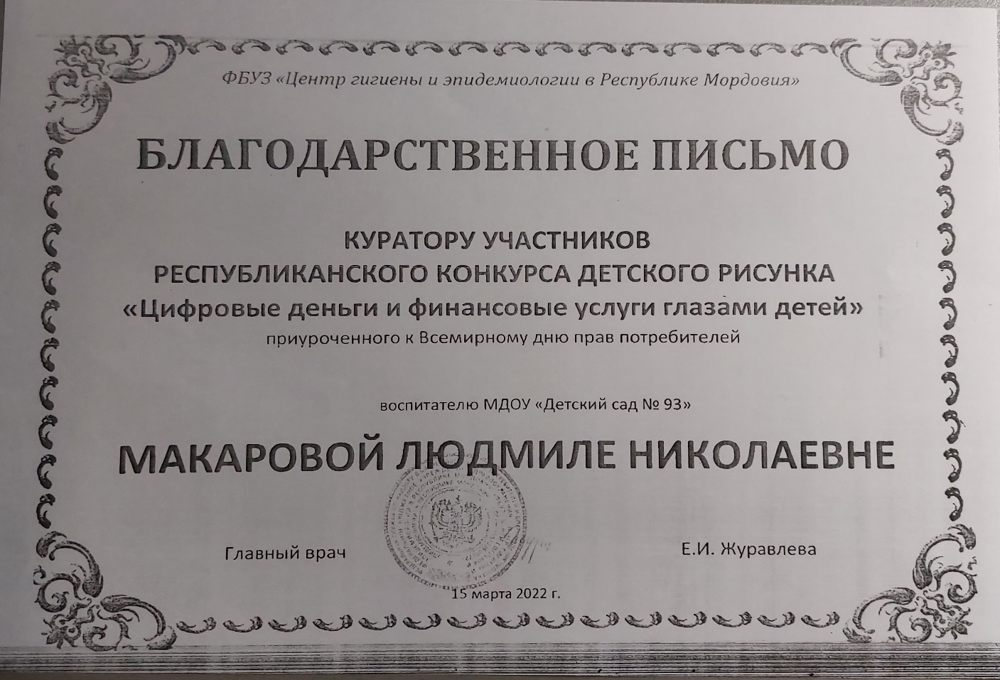 ФБУЗ «Центр гигиены и эпидемиологии в Республике Мордовия»
БЛАГОДАРСТВЕННОЕ ПИСЬМО
КУРАТОРУ УЧАСТНИКОВ
РЕСПУБЛИКАНСКОГО КОНКУРСА ДЕТСКОГО РИСУНКА
«Цифровые деньги и финансовые услуги глазами детей»
приуроченного к Всемирному дню прав потребителей
воспитателю МДОУ «Детский сад № 93»
МАКАРОВОЙ ЛЮДМИЛЕ НИКОЛАЕВНЕ
Главный врач
Е.И. Журавлева
15 марта 2022 г.